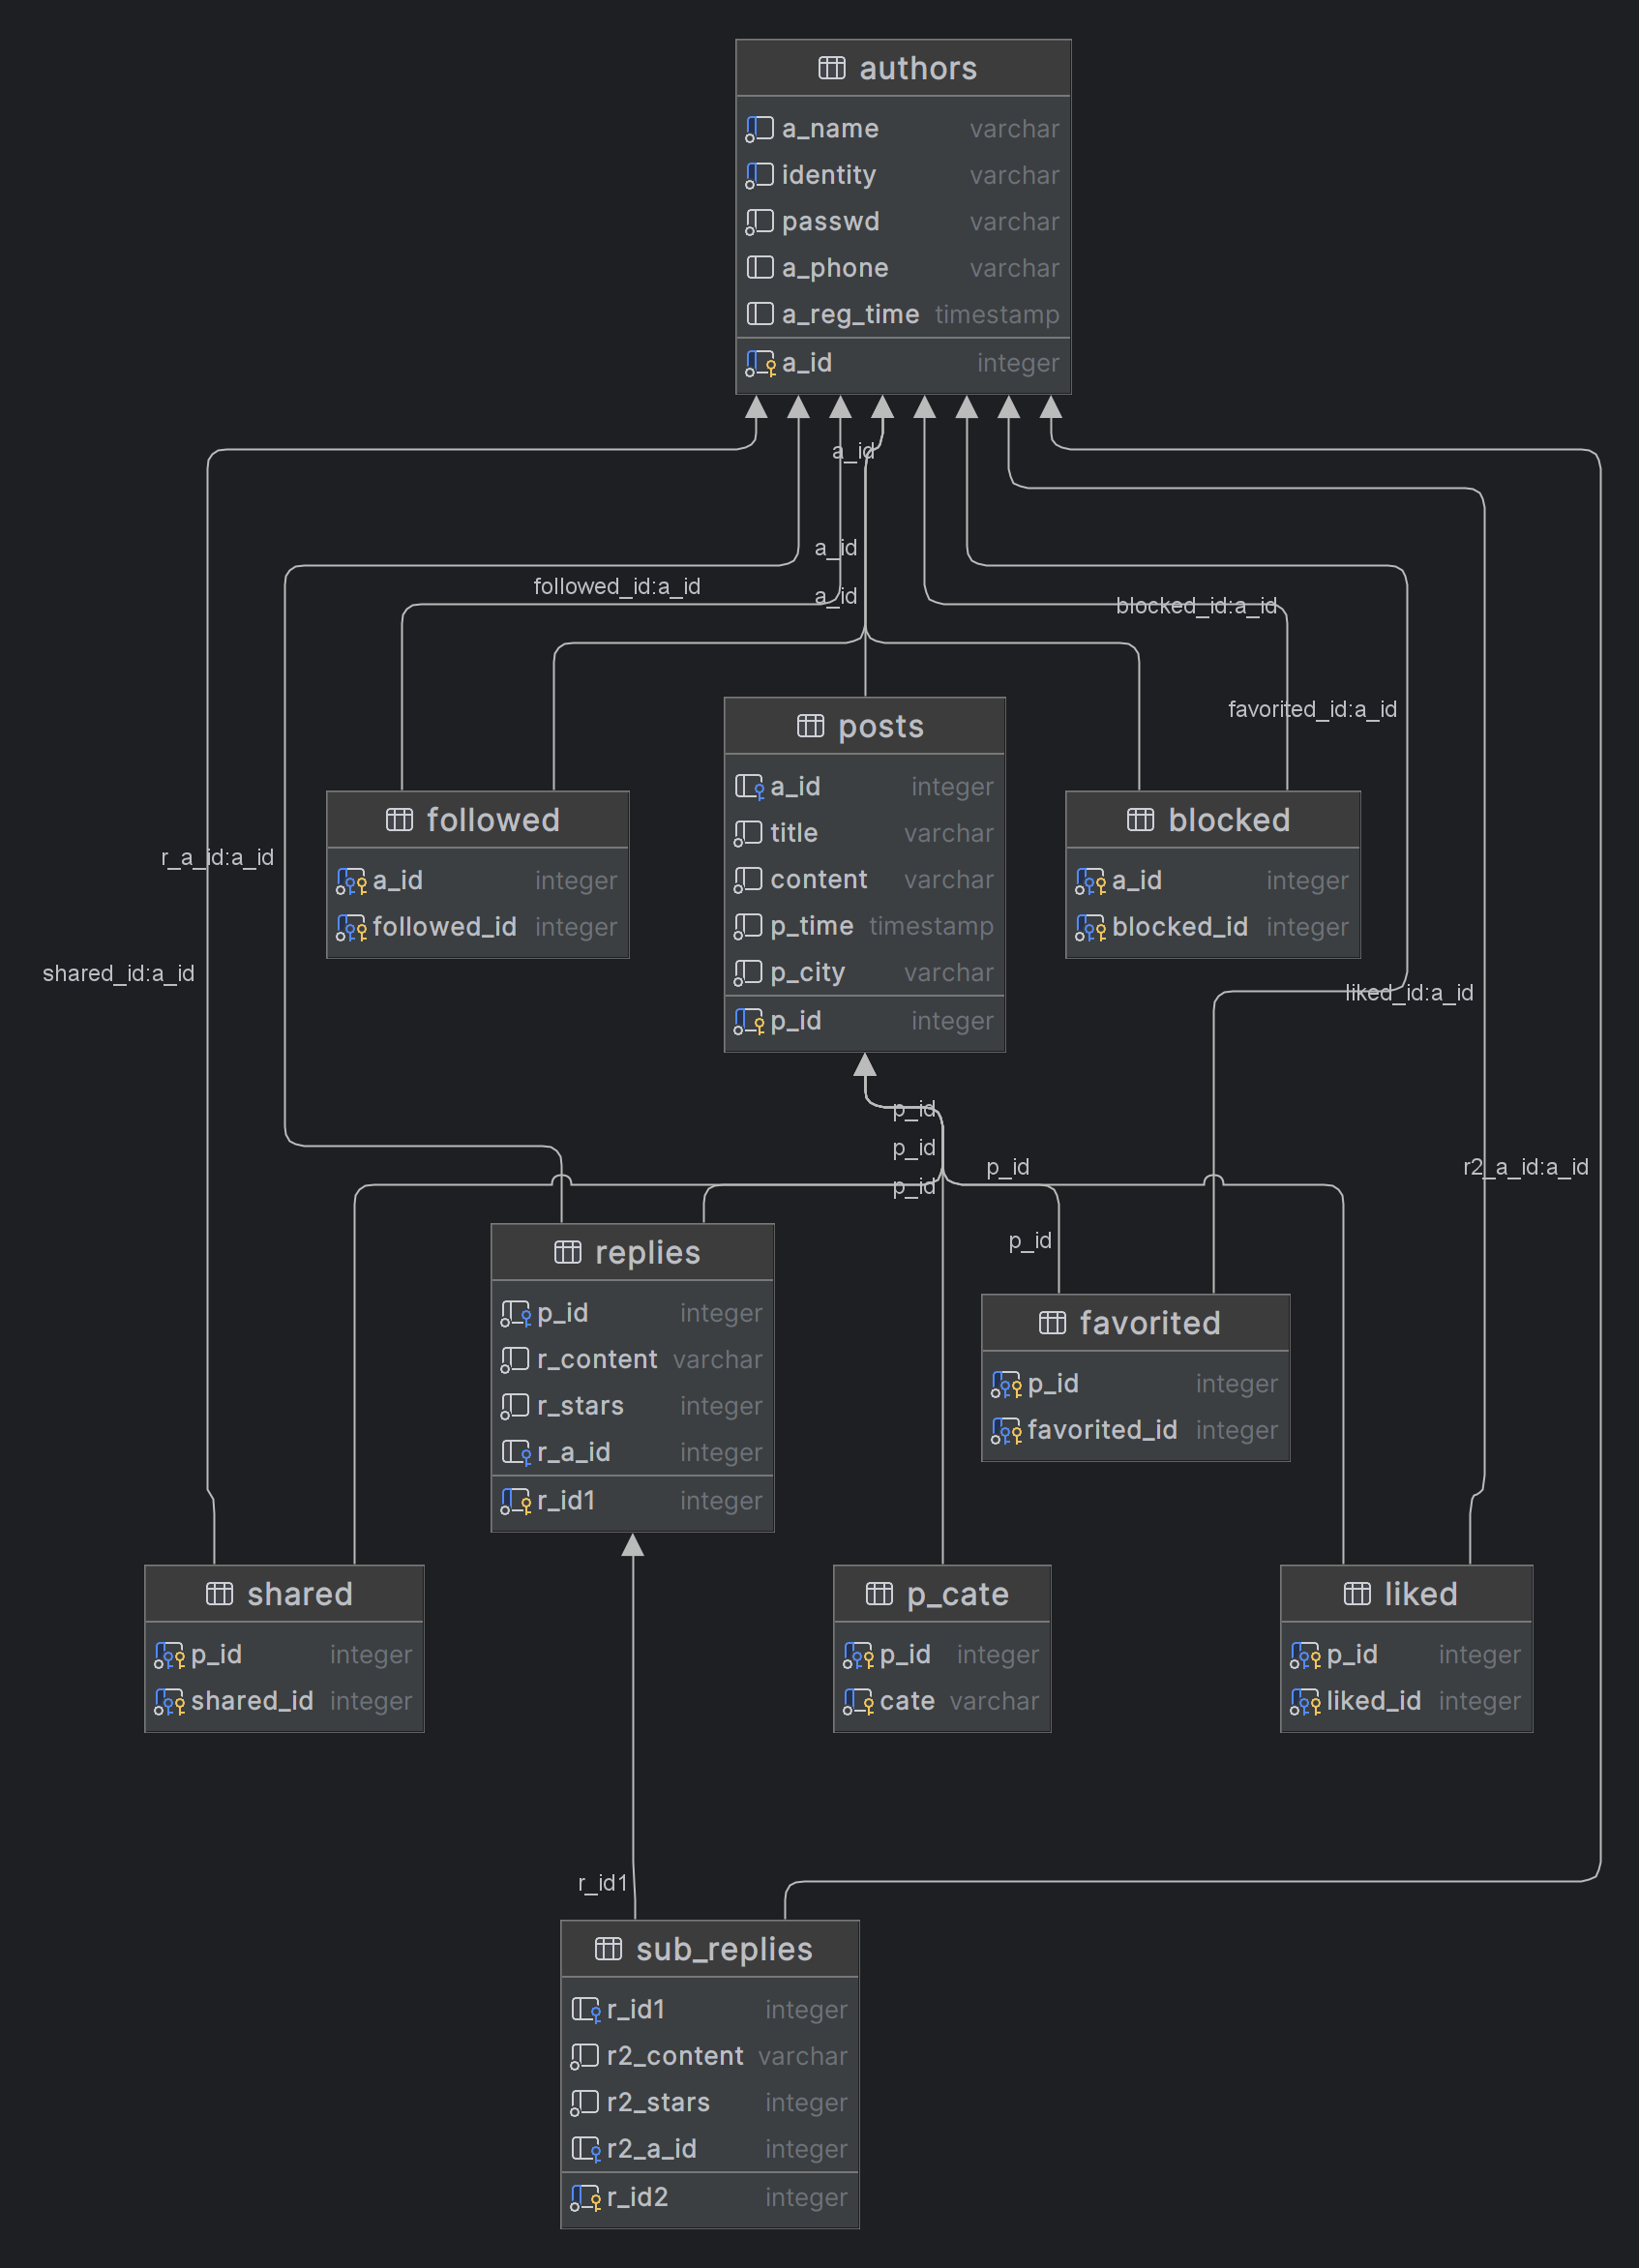 authors
a_name varchar
identity varchar
passwd varchar
a_phone varchar
a_reg_time timestamp
a_id integer
a_id
a_id
followed_id:a_id
a_id
blocked_id:a_id
favorited_id:a_id
posts
a_id integer
title varchar
content varchar
p_time timestamp
p_city varchar
p_id integer
followed
a_id integer
followed_id integer
blocked
a_id integer
blocked_id integer
r_a_id:a_id
shared_id:a_id
liked_id:a_id
p_id
p_id
p_id
p_id
r2_a_id:a_id
p_id
replies
p_id integer
r_content varchar
r_stars integer
r_a_id integer
r_id1 integer
favorited
p_id integer
favorited_id integer
shared
p_id integer
shared_id integer
p_cate
p_id integer
cate varchar
liked
p_id integer
liked_id integer
r_id1
sub_replies
r_id1 integer
r2_content varchar
r2_stars integer
r2_a_id integer
r_id2 integer